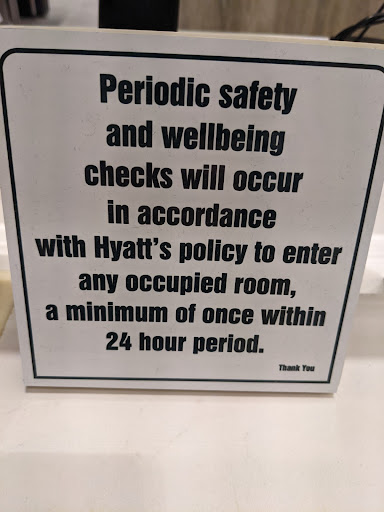 Periodic safety
and wellbeing
checks will occur
in accordance
with Hyatt's policy to enter
any occupied room,
a minimum of once within
24 hour period.
Thank You